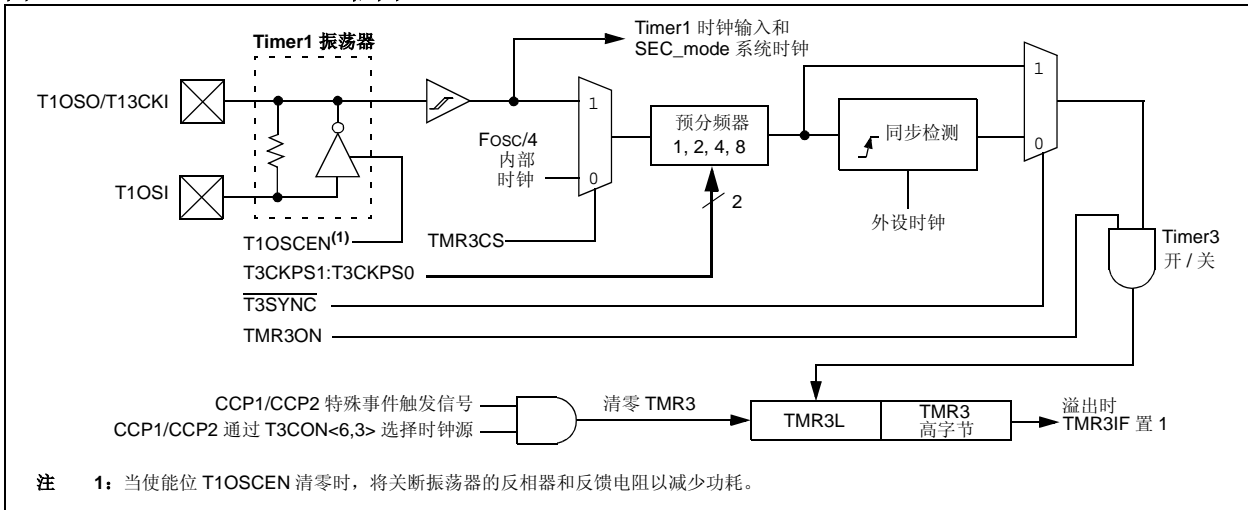 Timer1 振荡器
Timer1 时钟输入和
SEC_mode 系统时钟
T1OSO/T13CKI
T1OSI
FOSC/4
内部
时钟
1
0
预分频器
1, 2, 4, 8
2
同步检测
外设时钟
1
0
Timer3
开 / 关
T1OSCEN(1)
TMR3CS
T3CKPS1:T3CKPS0
T3SYNC
TMR3ON
CCP1/CCP2 特殊事件触发信号
CCP1/CCP2 通过 T3CON<6,3> 选择时钟源
清零 TMR3
TMR3L
TMR3
高字节
溢出时
TMR3IF 置 1
注 1: 当使能位 T1OSCEN 清零时，将关断振荡器的反相器和反馈电阻以减少功耗。